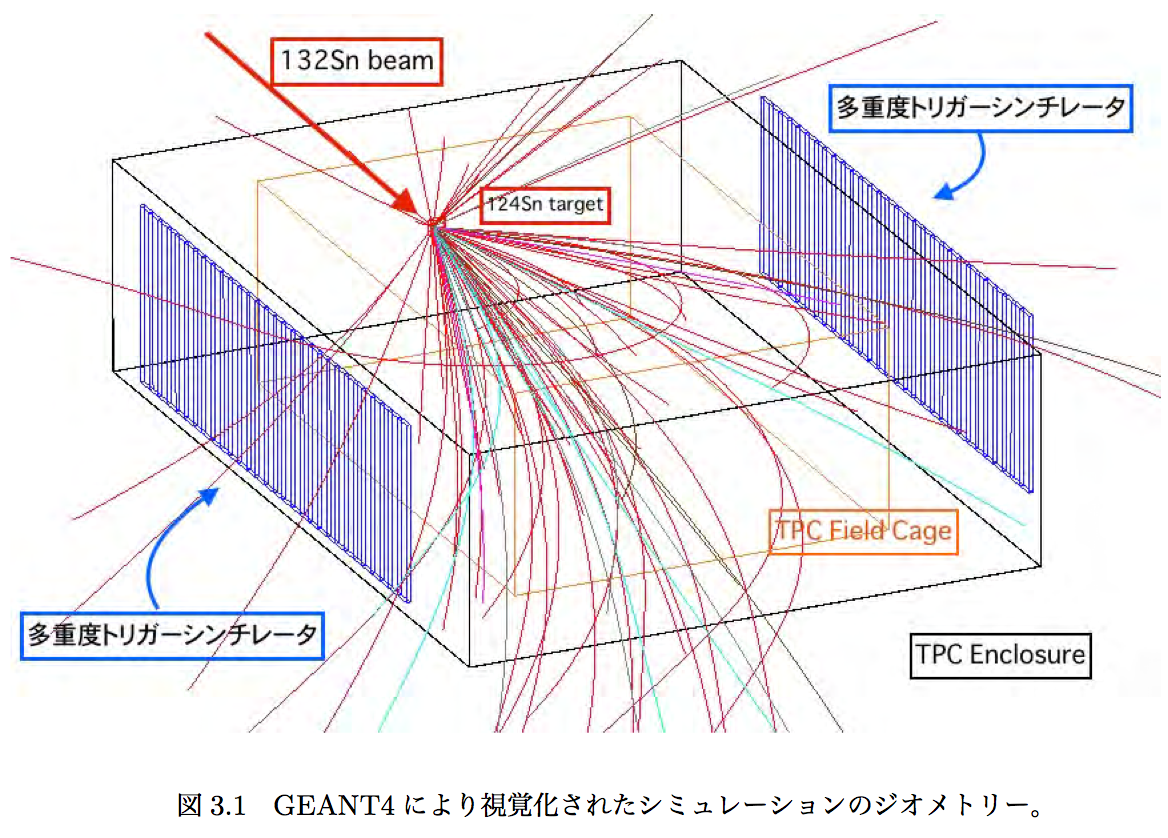 132Sn beam
多重度トリガーシンチレータ
124Sn target
TPC Field Cage
多重度トリガーシンチレータ
TPC Enclosure
図 3.1 GEANT4 により視覚化されたシミュレーションのジオメトリー。